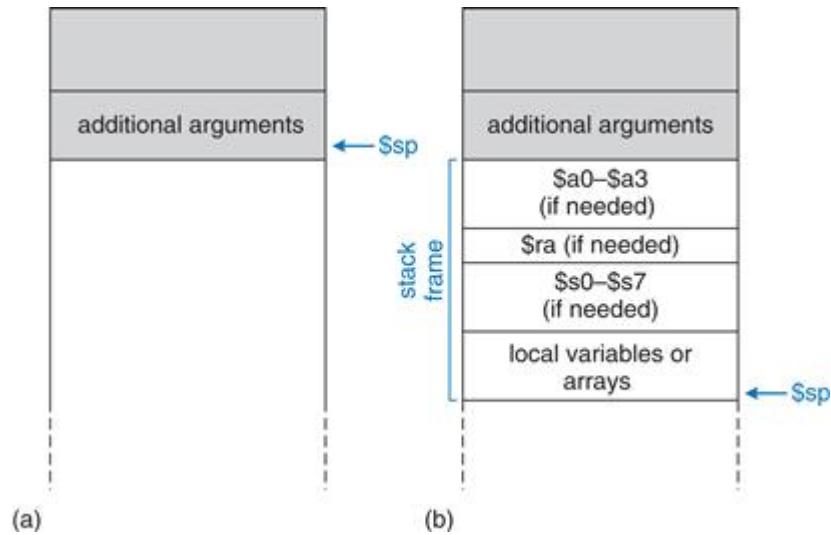 additional arguments
$sp
(a)
additional arguments
$a0–$a3
(if needed)
$ra (if needed)
$s0–$s7
(if needed)
local variables or
arrays
stack
frame
$sp
(b)